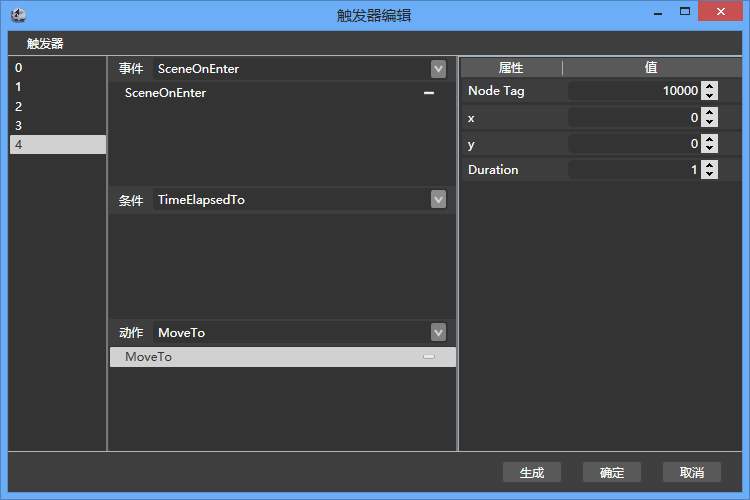 触发器编辑
触发器
0
1
2
3
4
事件 SceneOnEnter
SceneOnEnter
条件 TimeElapsedTo
动作 MoveTo
MoveTo
属性 值
Node Tag 10000
x 0
y 0
Duration 1
生成 确定 取消